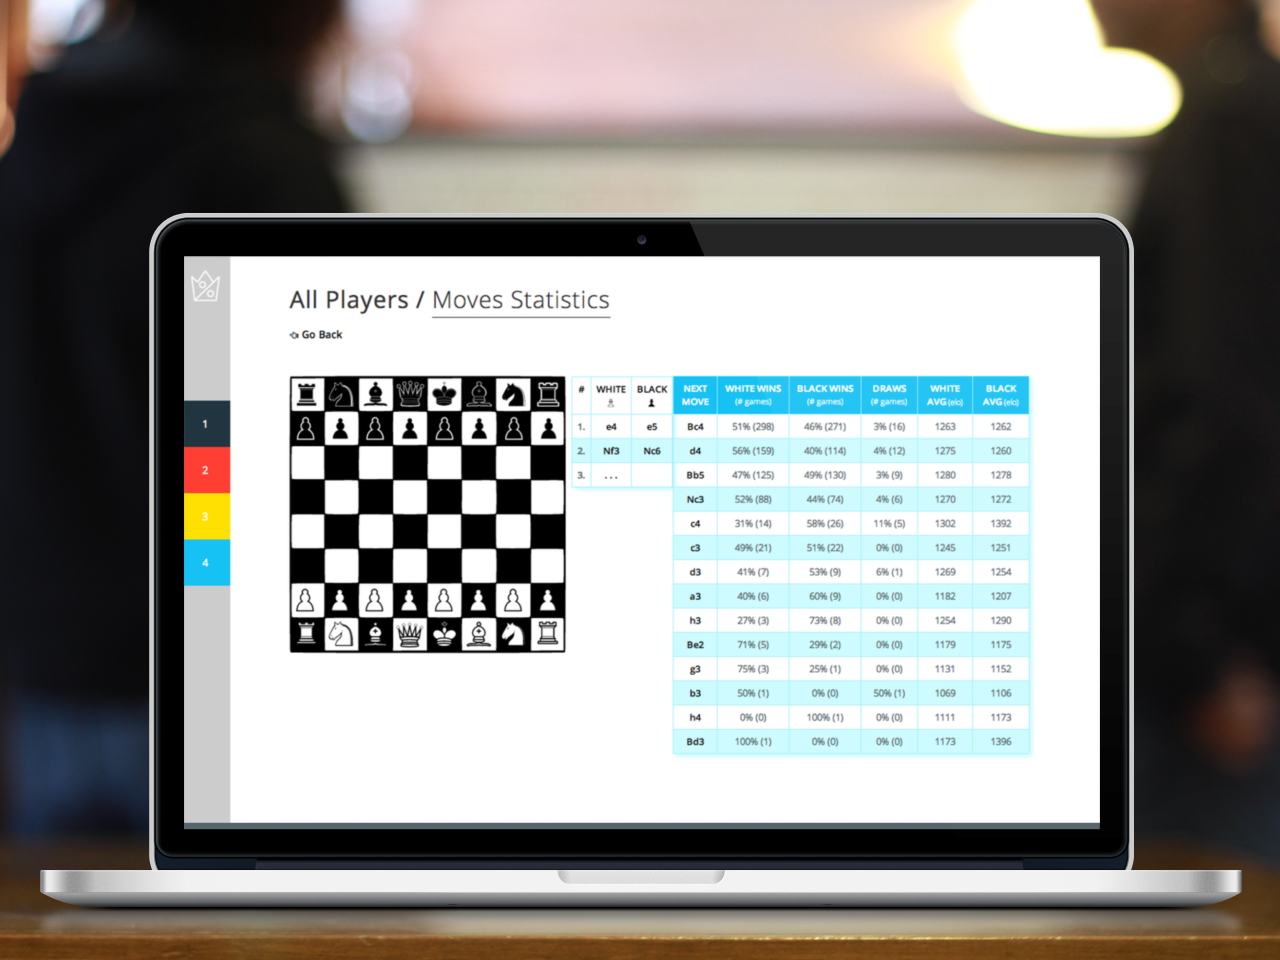 All Players / Moves Statistics
Go Back
1
2
3
4
# WHITE BLACK NEXT MOVE WHITE WINS (# games) BLACK WINS (# games) DRAWS (# games) WHITE AVG (elo) BLACK AVG (elo)
1. e4 e5 Bc4 51% (298) 46% (271) 3% (16) 1263 1262
2. Nf3 Nc6 d4 56% (159) 40% (114) 4% (12) 1275 1260
3. ... Bb5 47% (125) 49% (130) 3% (9) 1280 1278
Nc3 52% (88) 44% (74) 4% (6) 1270 1272
c4 31% (14) 58% (26) 11% (5) 1302 1392
c3 49% (21) 51% (22) 0% (0) 1245 1251
d3 41% (7) 53% (9) 6% (1) 1269 1254
a3 40% (6) 60% (9) 0% (0) 1182 1207
h3 27% (3) 73% (8) 0% (0) 1254 1290
Be2 71% (5) 29% (2) 0% (0) 1179 1175
g3 75% (3) 25% (1) 0% (0) 1131 1152
b3 50% (1) 0% (0) 50% (1) 1069 1106
h4 0% (0) 100% (1) 0% (0) 1111 1173
Bd3 100% (1) 0% (0) 0% (0) 1173 1396